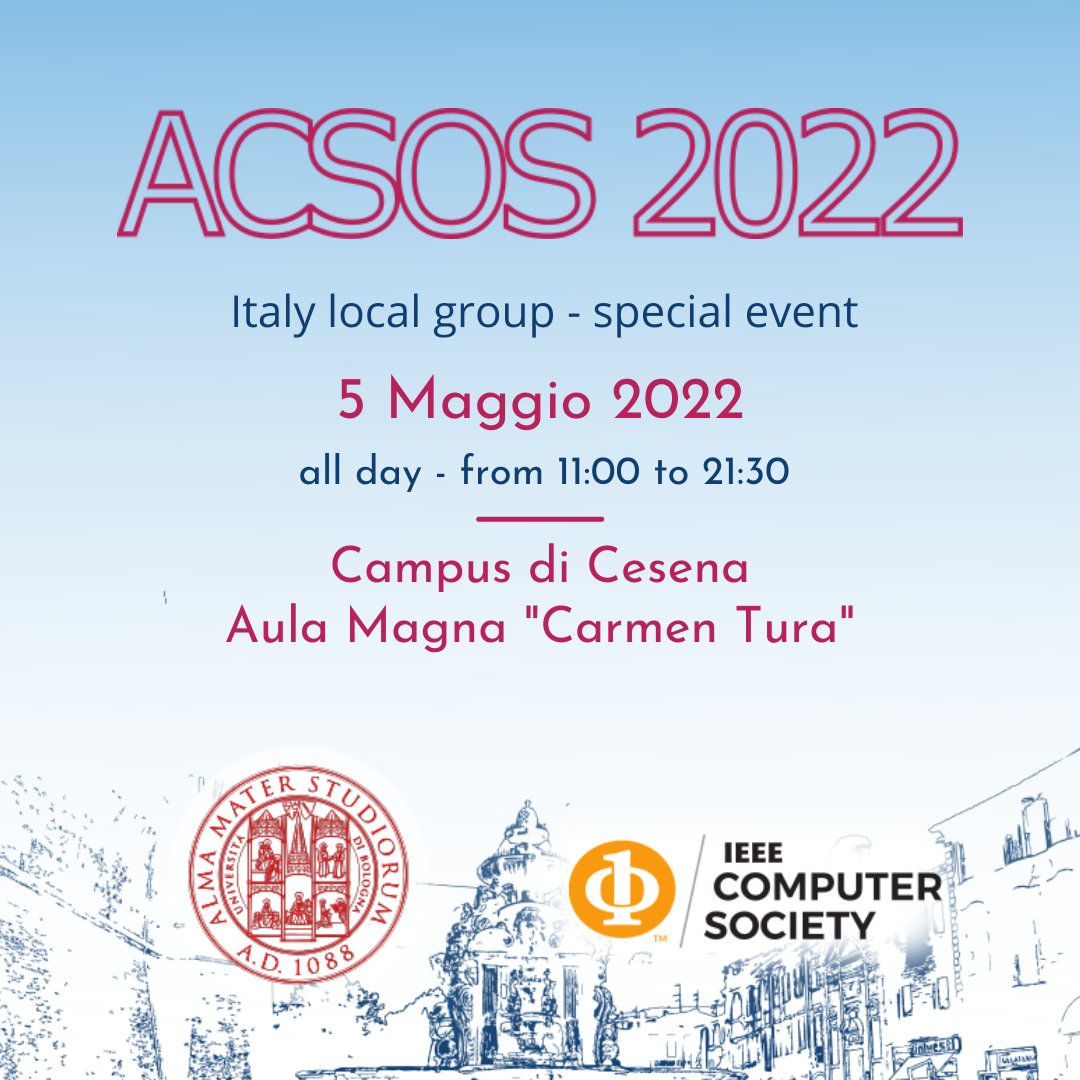 ACSOS 2022
Italy local group - special event
5 Maggio 2022
all day - from 11:00 to 21:30
Campus di Cesena
Aula Magna "Carmen Tura"
ALMA MATER STUDIORUM
UNIVERSITÀ DI BOLOGNA
A.D. 1088
IEEE
COMPUTER
SOCIETY
TM